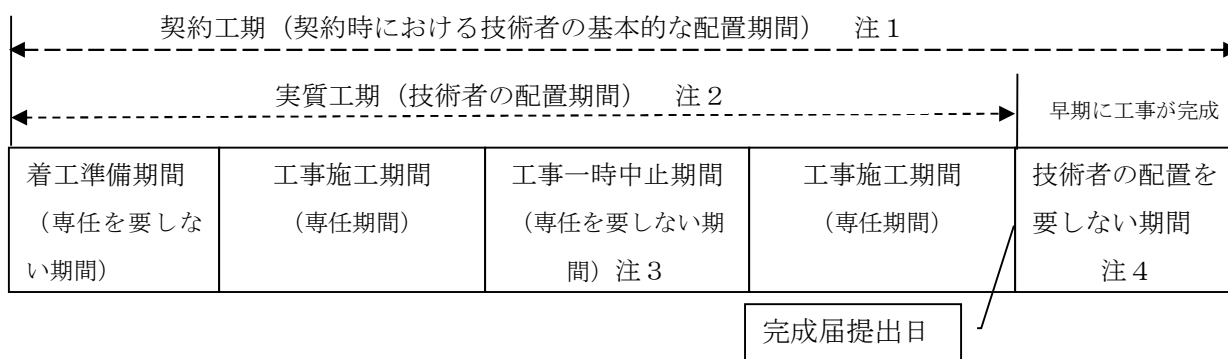 契約工期（契約時における技術者の基本的な配置期間）　注１
実質工期（技術者の配置期間）　注２
早期に工事が完成
着工準備期間
（専任を要しな
い期間）
工事施工期間
（専任期間）
工事一時中止期間
（専任を要しない期
間）注３
工事施工期間
（専任期間）
技術者の配置を
要しない期間
注４
完成届提出日